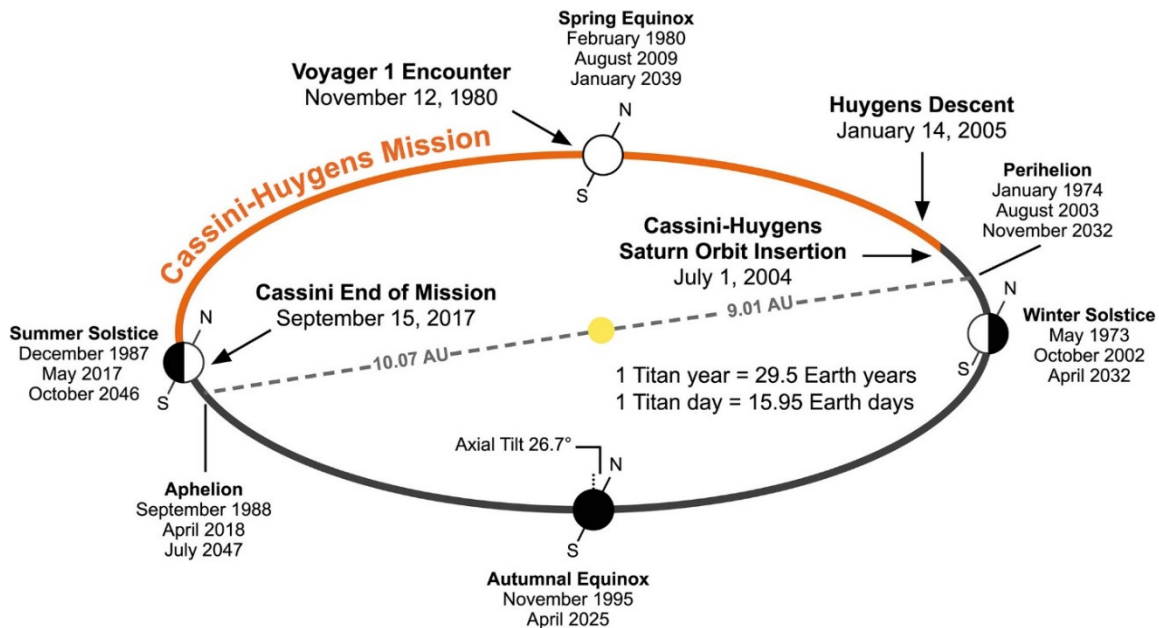 Spring Equinox
February 1980
August 2009
January 2039
Voyager 1 Encounter
November 12, 1980
N
S
Huygens Descent
January 14, 2005
Cassini-Huygens Mission
Perihelion
January 1974
August 2003
November 2032
Cassini-Huygens
Saturn Orbit Insertion
July 1, 2004
Cassini End of Mission
September 15, 2017
9.01 AU
10.07 AU
Summer Solstice
December 1987
May 2017
October 2046
N
S
N
S
Winter Solstice
May 1973
October 2002
April 2032
1 Titan year = 29.5 Earth years
1 Titan day = 15.95 Earth days
Axial Tilt 26.7°
N
S
Aphelion
September 1988
April 2018
July 2047
Autumnal Equinox
November 1995
April 2025